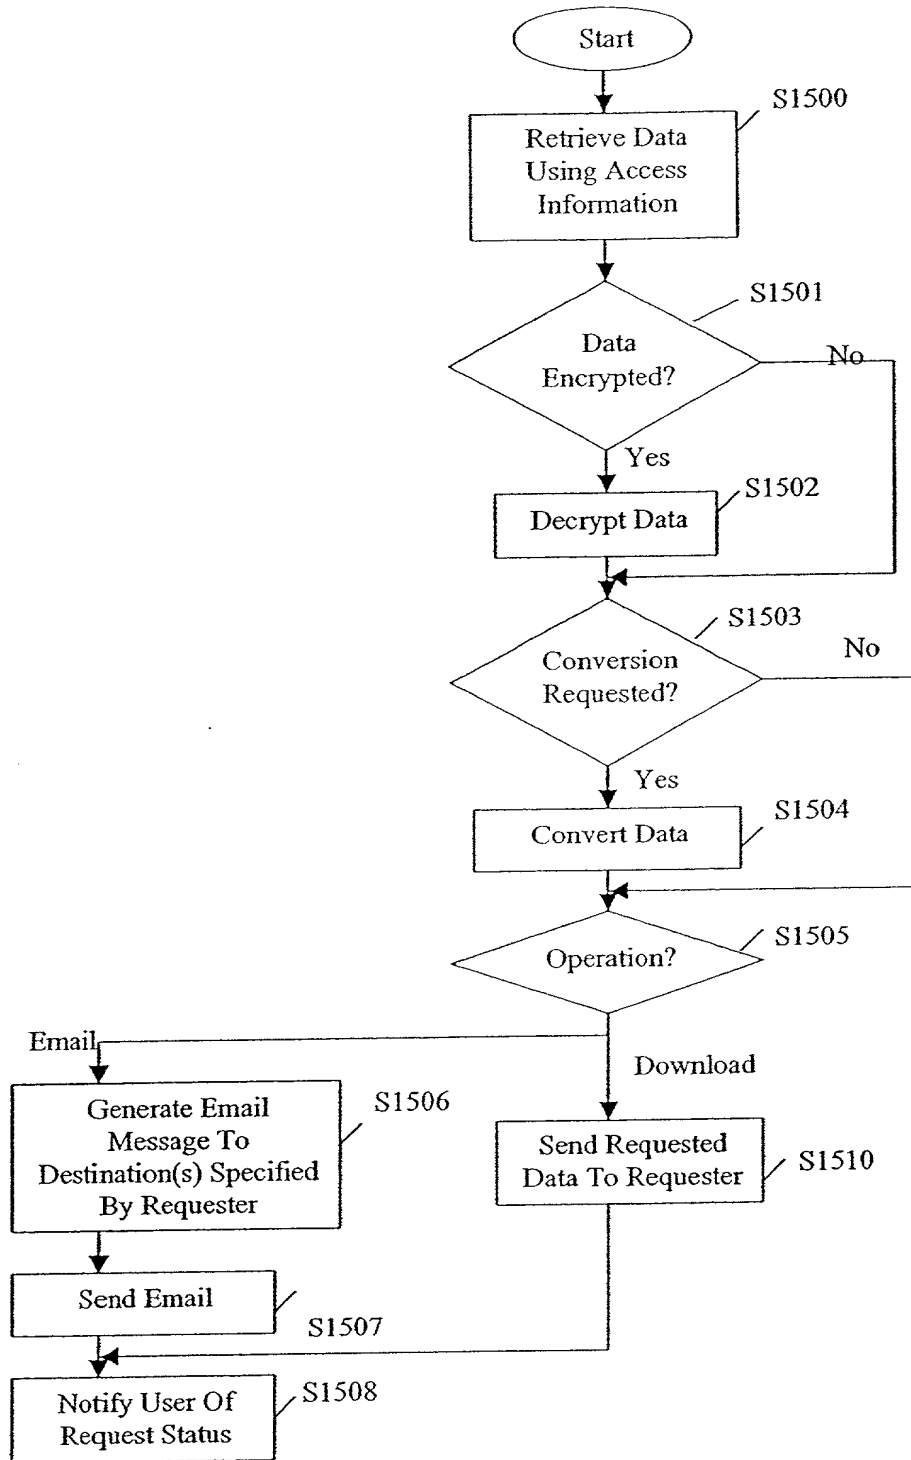 Start
S1500
Retrieve Data
Using Access
Information
S1501
Data
Encrypted?
No
Yes
S1502
Decrypt Data
S1503
Conversion
Requested?
No
Yes
S1504
Convert Data
S1505
Operation?
Email
Download
Generate Email
Message To
Destination(s) Specified
By Requester
S1506
Send Requested
Data To Requester
S1510
Send Email
S1507
Notify User Of
Request Status
S1508